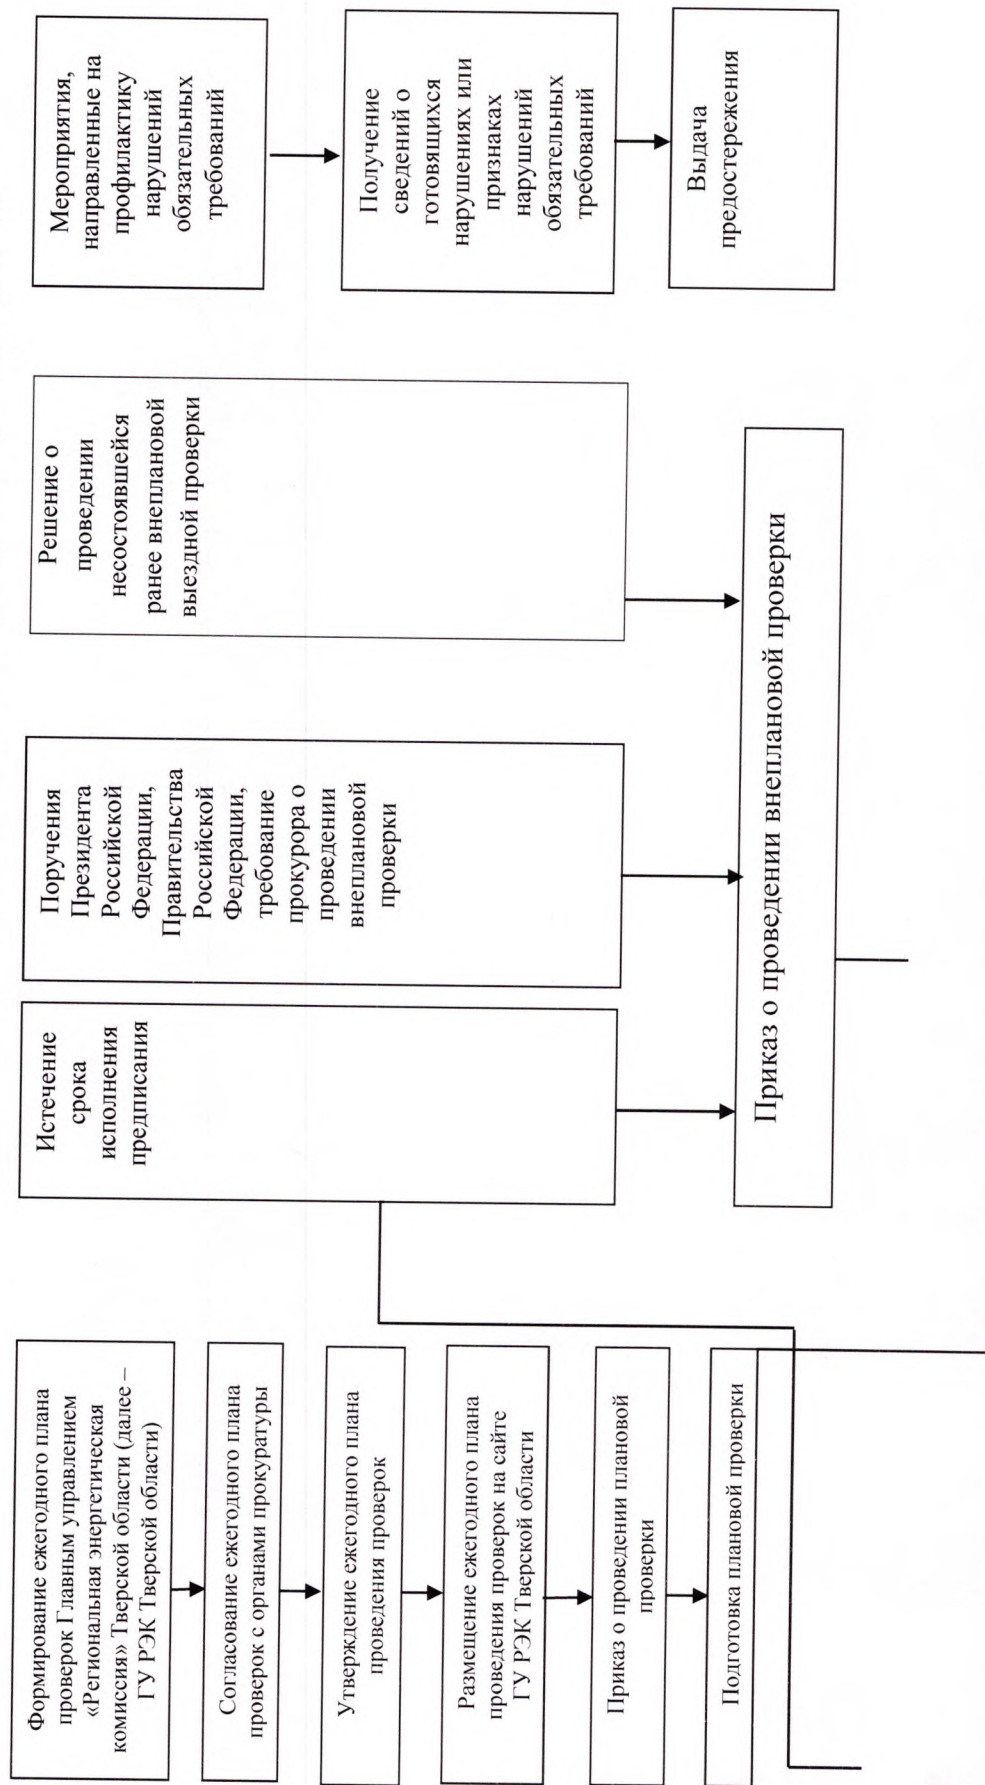 Формирование ежегодного плана
проверок Главным управлением
«Региональная энергетическая
комиссия» Тверской области (далее –
ГУ РЭК Тверской области)
Согласование ежегодного плана
проверок с органами прокуратуры
Утверждение ежегодного плана
проведения проверок
Размещение ежегодного плана
проведения проверок на сайте
ГУ РЭК Тверской области
Приказ о проведении плановой
проверки
Подготовка плановой проверки
Истечение
срока
исполнения
предписания
Поручения
Президента
Российской
Федерации,
Правительства
Российской
Федерации,
требование
прокурора о
проведении
внеплановой
проверки
Решение о
проведении
несостоявшейся
ранее внеплановой
выездной проверки
Приказ о проведении внеплановой проверки
Мероприятия,
направленные на
профилактику
нарушений
обязательных
требований
Получение
сведений о
готовящихся
нарушениях или
признаках
нарушений
обязательных
требований
Выдача
предостережения